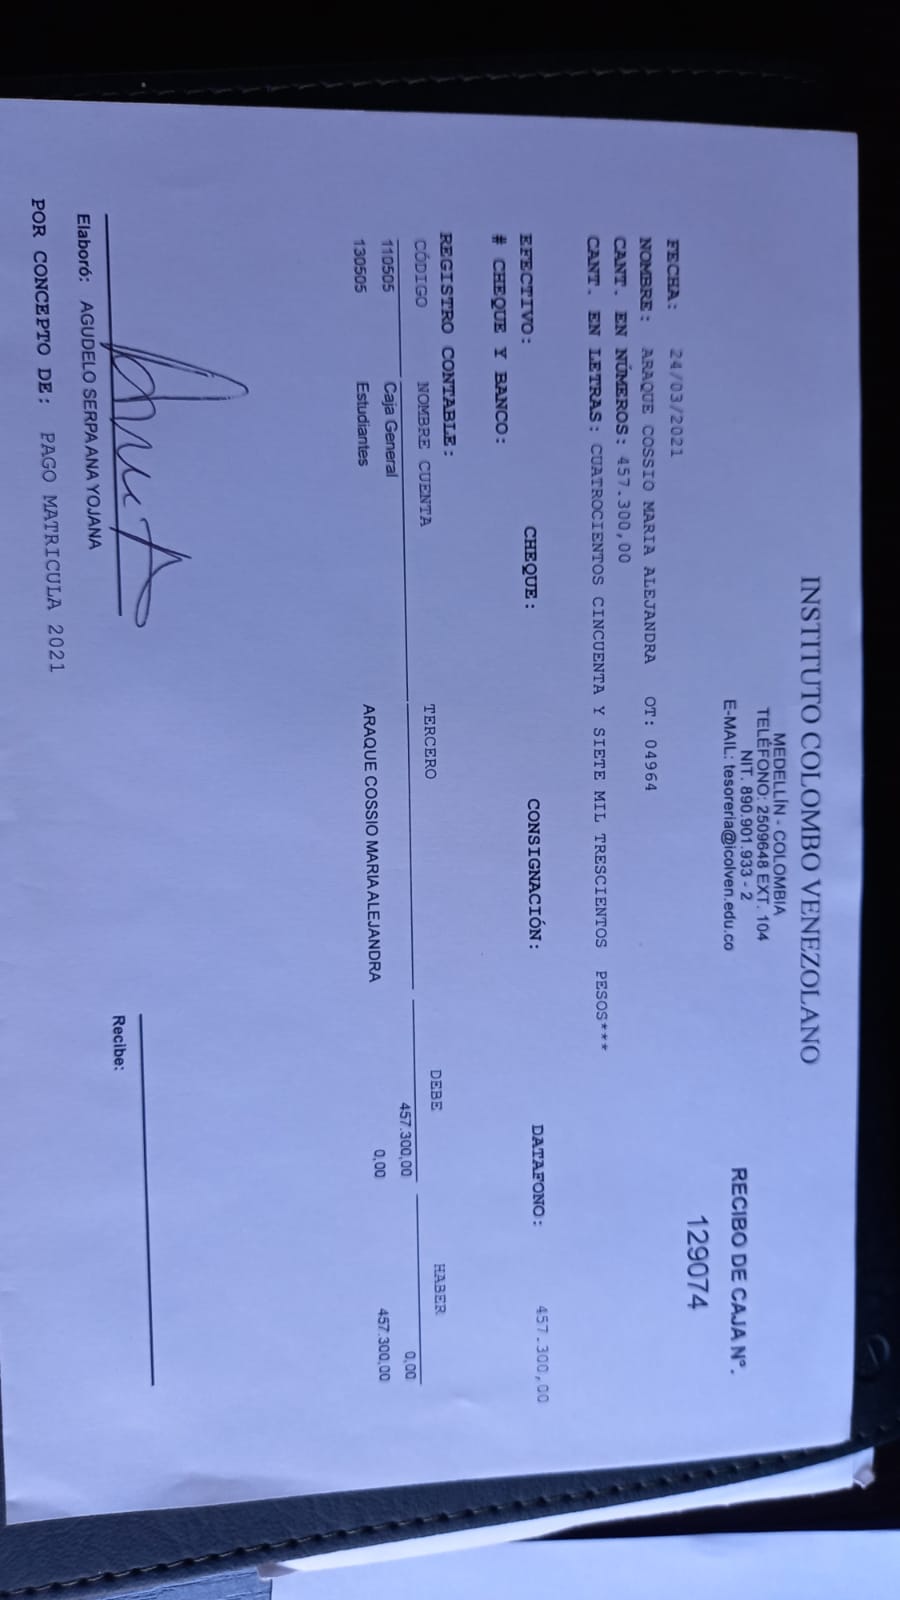 INSTITUTO COLOMBO VENEZOLANO
MEDELLÍN - COLOMBIA
TELÉFONO: 2509648 EXT. 104
NIT. 890.901.933 - 2
E-MAIL: tesoreria@icolven.edu.co
RECIBO DE CAJA Nº.
129074
FECHA: 24/03/2021
NOMBRE: ARAQUE COSSIO MARIA ALEJANDRA OT: 04964
CANT. EN NÚMEROS: 457.300,00
CANT. EN LETRAS: CUATROCIENTOS CINCUENTA Y SIETE MIL TRESCIENTOS PESOS***
EFECTIVO: CHEQUE: CONSIGNACIÓN: DATAFONO: 457.300,00
# CHEQUE Y BANCO:
REGISTRO CONTABLE:
CÓDIGO NOMBRE CUENTA TERCERO DEBE HABER
110505 Caja General 457.300,00 0,00
130505 Estudiantes ARAQUE COSSIO MARIA ALEJANDRA 0,00 457.300,00
Elaboró: AGUDELO SERPA ANA YOJANA
Recibe:
POR CONCEPTO DE: PAGO MATRICULA 2021